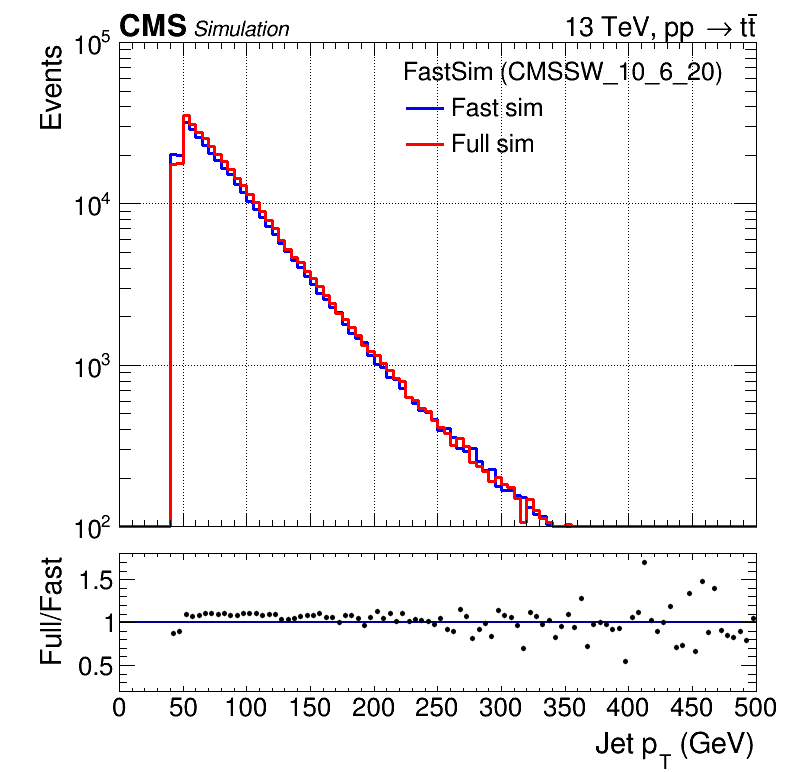 CMS Simulation 13 TeV, pp → tt̄
Events
10⁵
10⁴
10³
10²
FastSim (CMSSW_10_6_20)
Fast sim
Full sim
Full/Fast
1.5
1
0.5
0 50 100 150 200 250 300 350 400 450 500
Jet p_T (GeV)